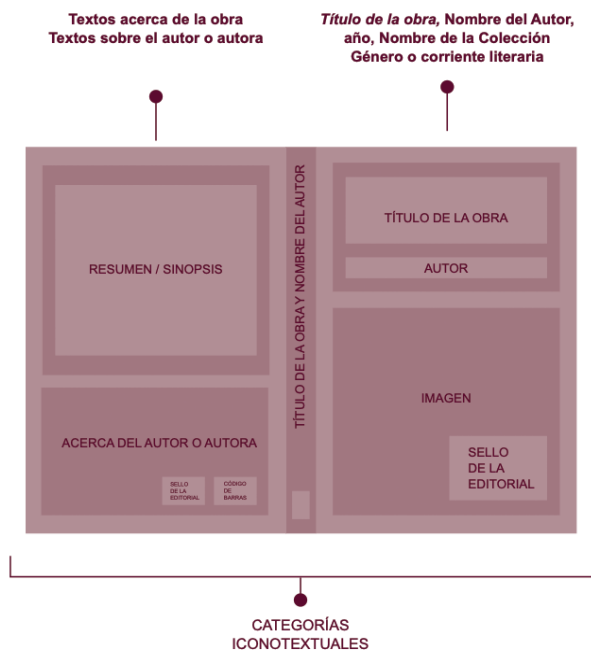 Textos acerca de la obra
Textos sobre el autor o autora
Título de la obra, Nombre del Autor,
año, Nombre de la Colección
Género o corriente literaria
RESUMEN / SINOPSIS
ACERCA DEL AUTOR O AUTORA
SELLO
DE LA
EDITORIAL
CÓDIGO
DE
BARRAS
TÍTULO DE LA OBRA Y NOMBRE DEL AUTOR
TÍTULO DE LA OBRA
AUTOR
IMAGEN
SELLO
DE LA
EDITORIAL
CATEGORÍAS
ICONOTEXTUALES